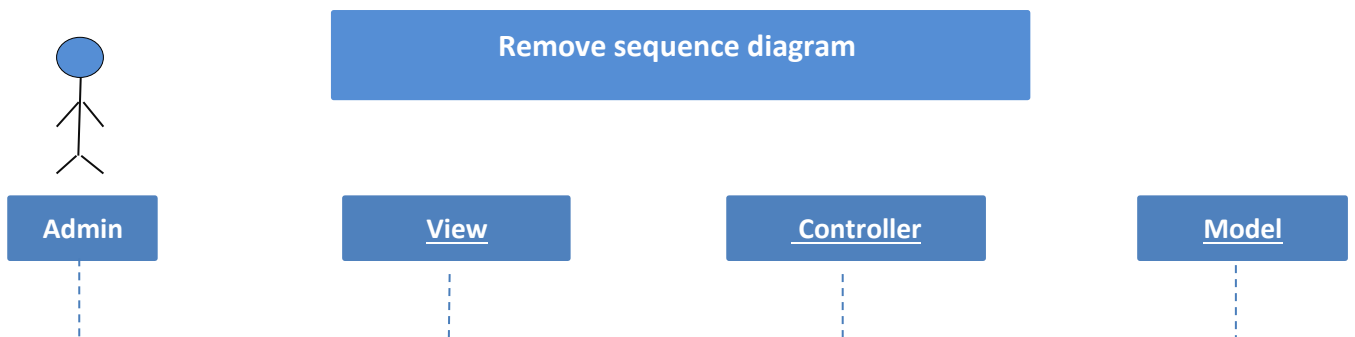 Remove sequence diagram
Admin
View
Controller
Model